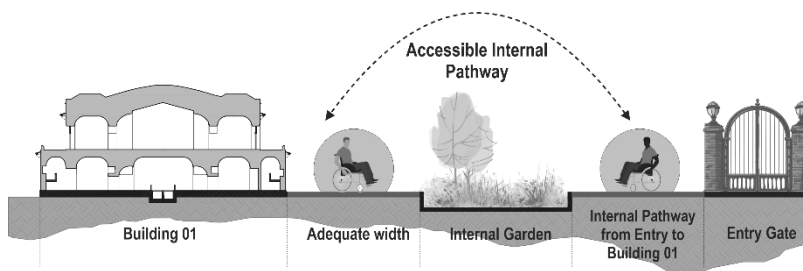 Accessible Internal
Pathway
Building 01
Adequate width
Internal Garden
Internal Pathway
from Entry to
Building 01
Entry Gate